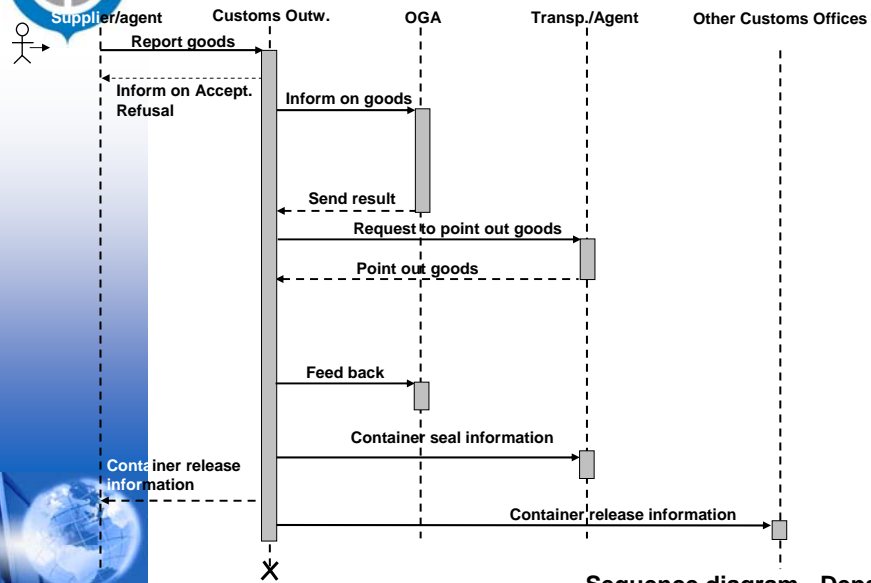 Supplier/agent Customs Outw. OGA Transp./Agent Other Customs Offices
Report goods
Inform on Accept.
Refusal
Inform on goods
Send result
Request to point out goods
Point out goods
Feed back
Container seal information
Container release
information
Container release information
Sequence diagram